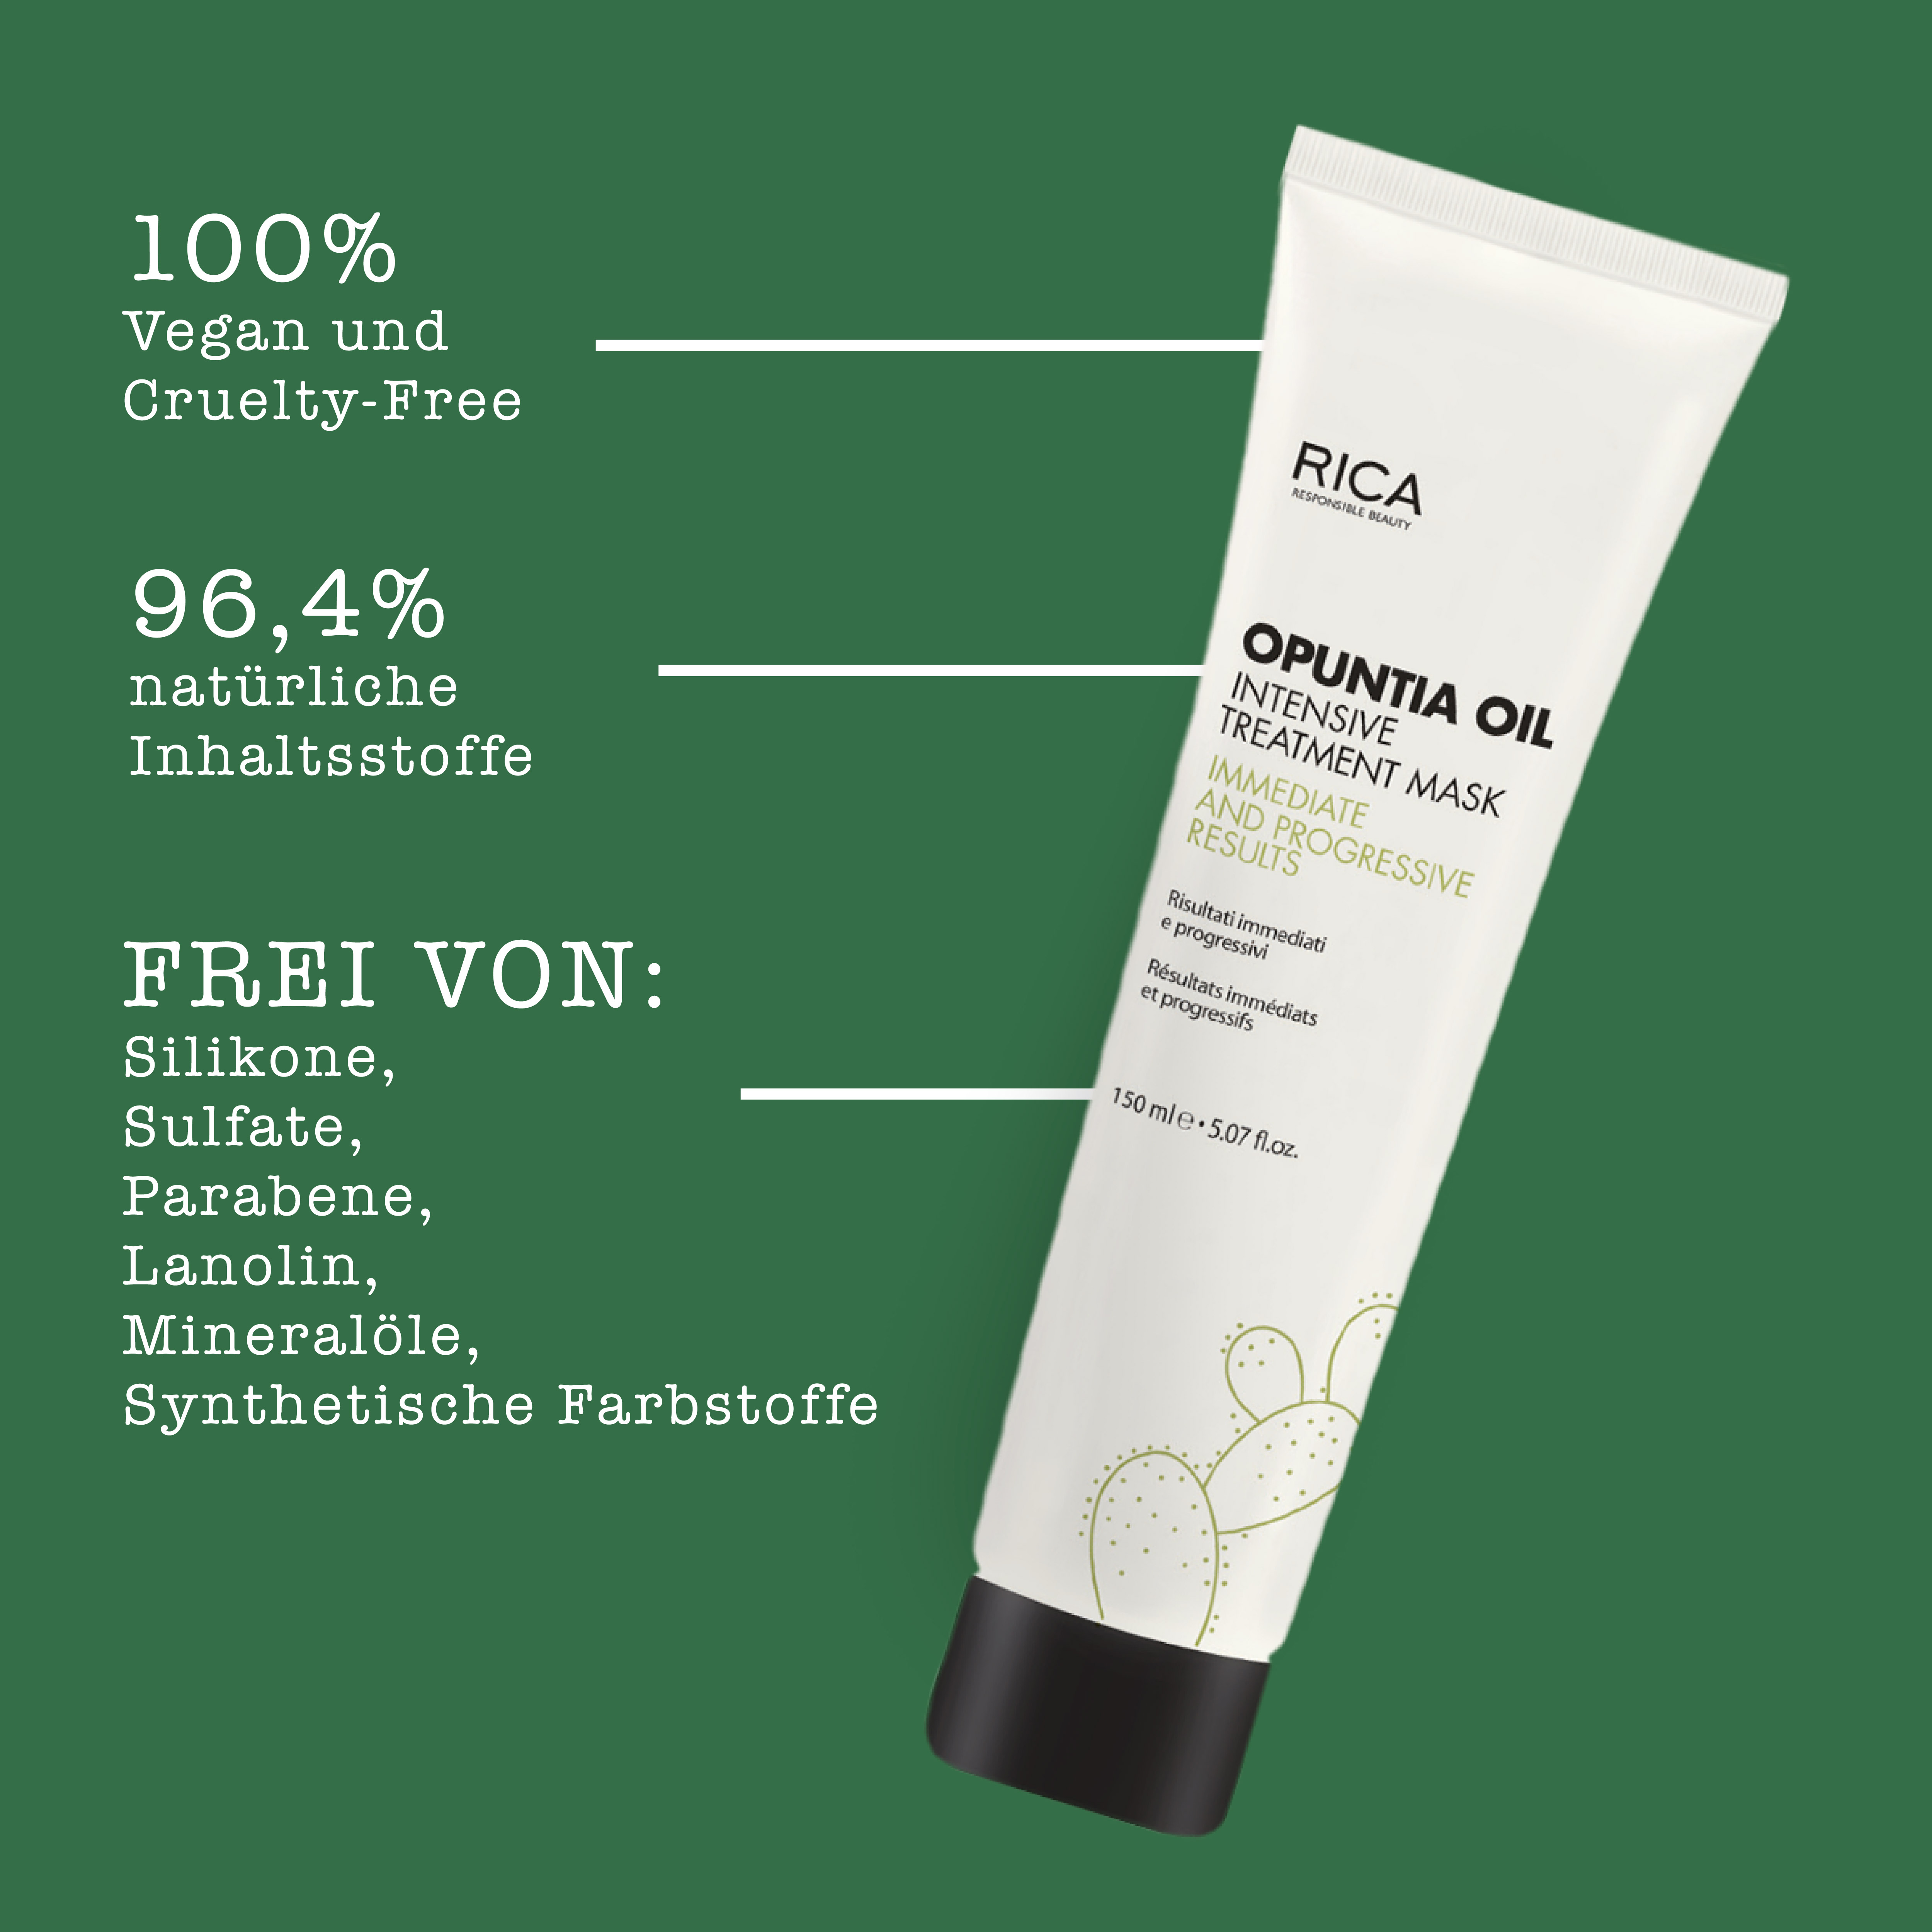 100%
Vegan und
Cruelty-Free
96,4%
natürliche
Inhaltsstoffe
FREI VON:
Silikone,
Sulfate,
Parabene,
Lanolin,
Mineralöle,
Synthetische Farbstoffe
RICA
RESPONSIBLE BEAUTY
OPUNTIA OIL
INTENSIVE
TREATMENT MASK
IMMEDIATE
AND PROGRESSIVE
RESULTS
Risultati immediati
e progressivi
Résultats immédiats
et progressifs
150 ml ℮ • 5.07 fl.oz.